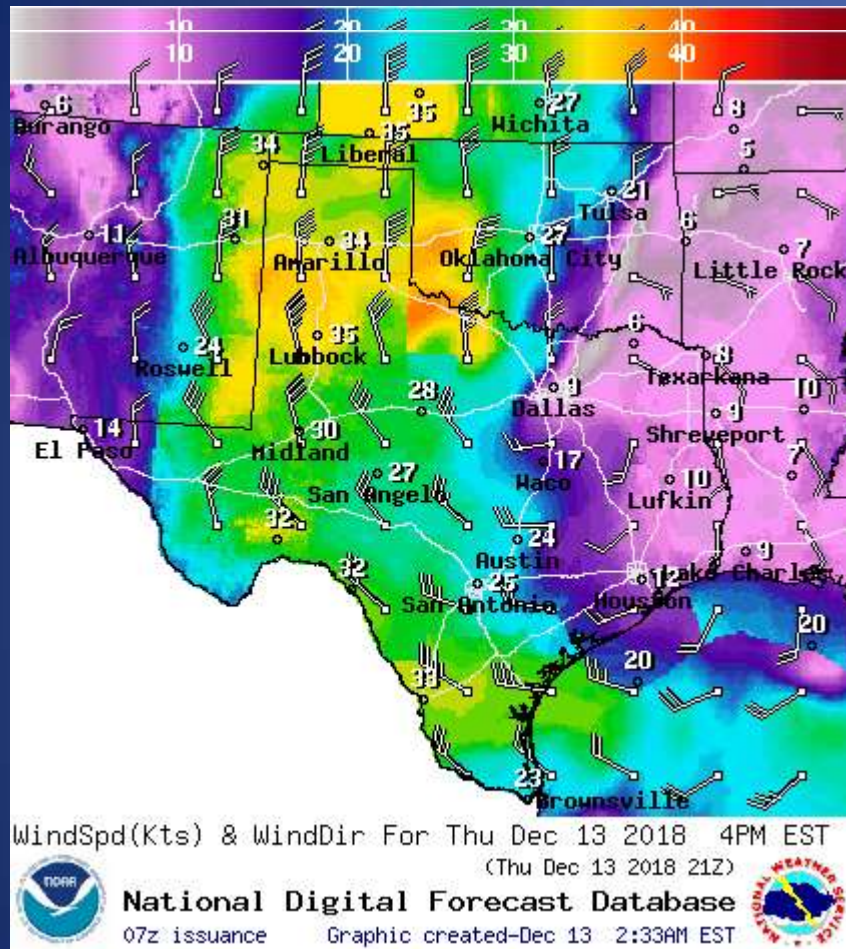 10 20 30 40
10 20 30 40
6
Durango
35
27
Wichita
8
35
Liberal
34
5
21
Tulsa
11
Albuquerque
31
34
Amarillo
27
Oklahoma City
6
7
Little Rock
24
Roswell
35
Lubbock
6
8
Texarkana
28
9
Dallas
10
14
El Paso
30
Midland
9
Shreveport
27
San Angelo
17
Waco
10
Lufkin
7
32
24
Austin
9
Lake Charles
32
25
San Antonio
12
Houston
20
33
20
23
Brownsville
WindSpd(Kts) & WindDir For Thu Dec 13 2018 4PM EST
(Thu Dec 13 2018 21Z)
NOAA
National Digital Forecast Database
07z issuance Graphic created-Dec 13 2:33AM EST
NATIONAL WEATHER SERVICE